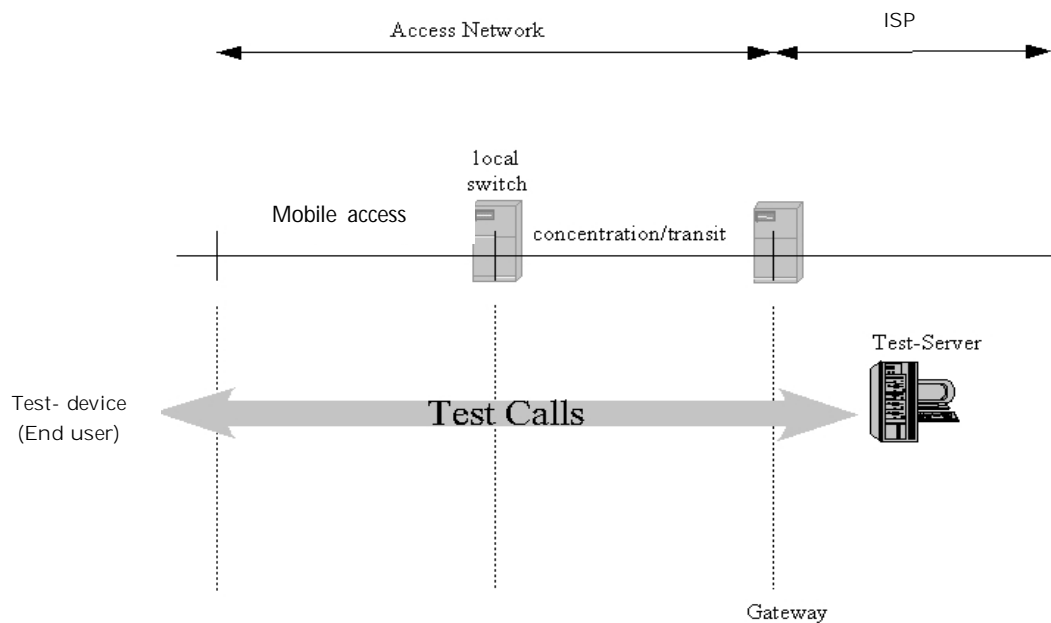 Access Network
ISP
local
switch
Mobile access
concentration/transit
Test-Server
Test- device
(End user)
Test Calls
Gateway